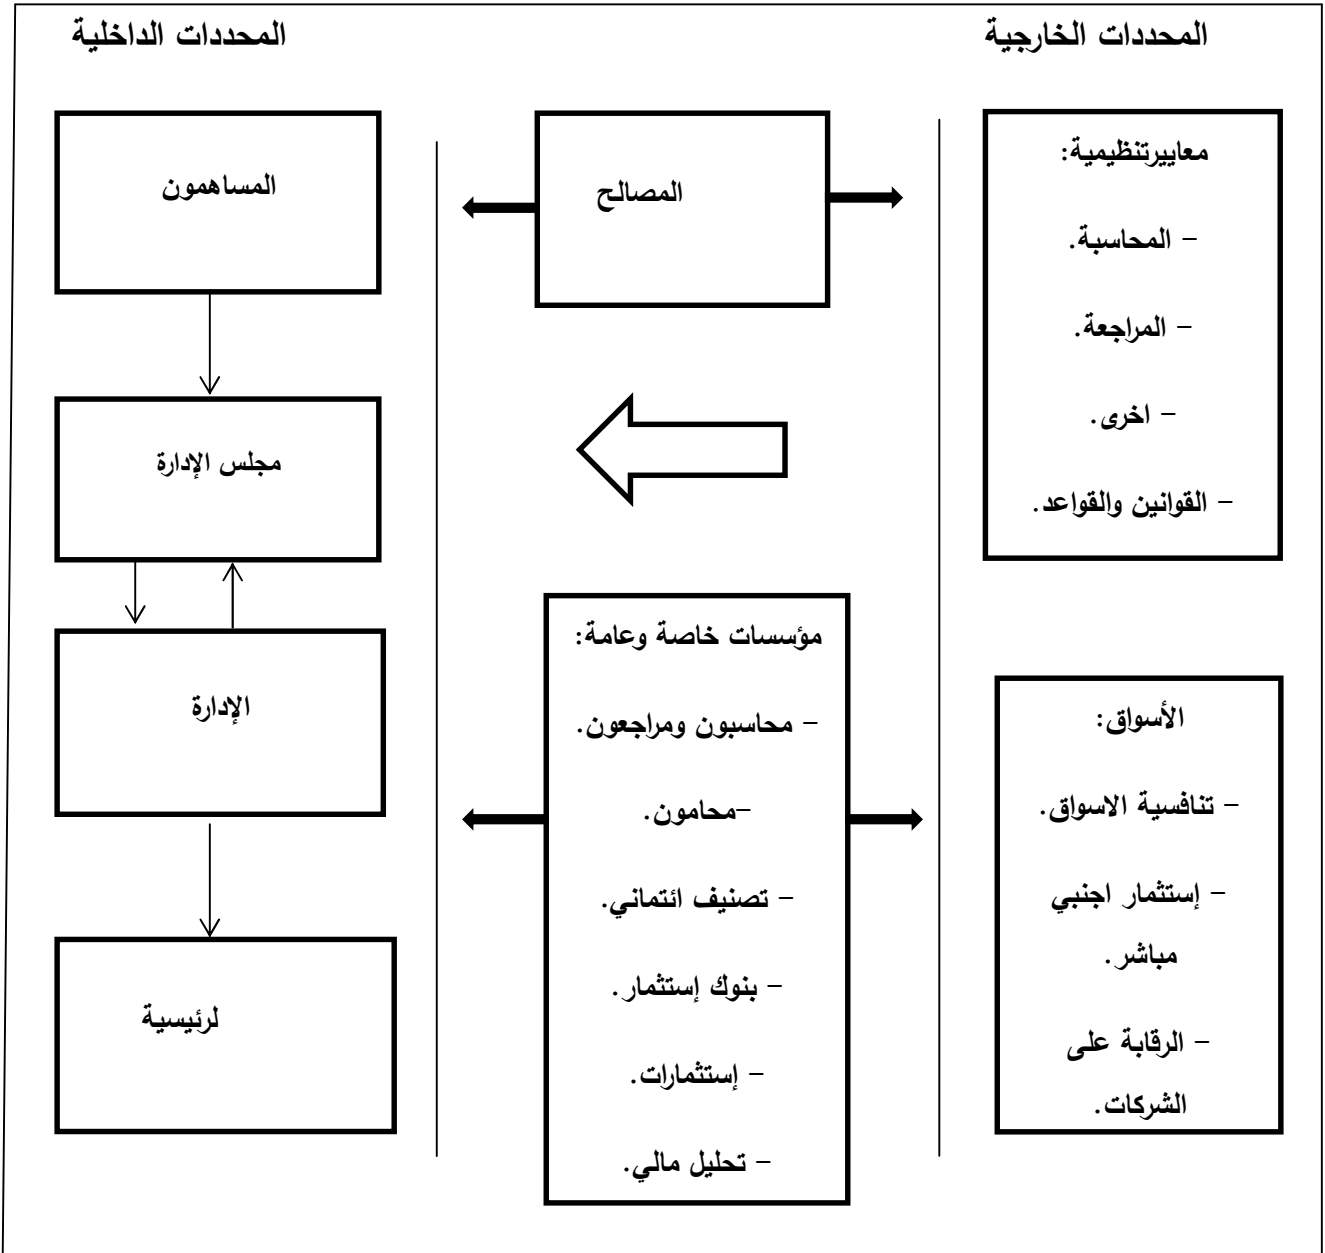 المحددات الخارجية
المحددات الداخلية
معاييرتنظيمية:
– المحاسبة.
– المراجعة.
– اخرى.
– القوانين والقواعد.
الأسواق:
– تنافسية الاسواق.
– إستثمار اجنبي
مباشر.
– الرقابة على
الشركات.
المصالح
مؤسسات خاصة وعامة:
– محاسبون ومراجعون.
–محامون.
– تصنيف ائتماني.
– بنوك إستثمار.
– إستثمارات.
– تحليل مالي.
المساهمون
مجلس الإدارة
الإدارة
لرئيسية